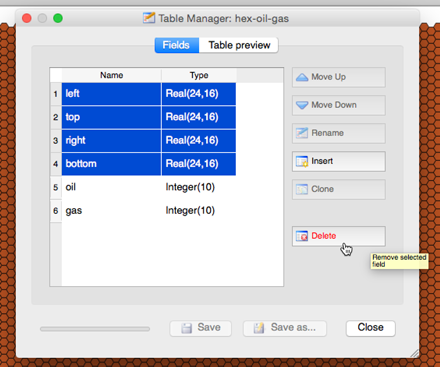 Table Manager: hex-oil-gas
Fields Table preview
Name Type
1 left Real(24,16)
2 top Real(24,16)
3 right Real(24,16)
4 bottom Real(24,16)
5 oil Integer(10)
6 gas Integer(10)
Move Up
Move Down
Rename
Insert
Clone
Delete
Remove selected
field
Save Save as... Close